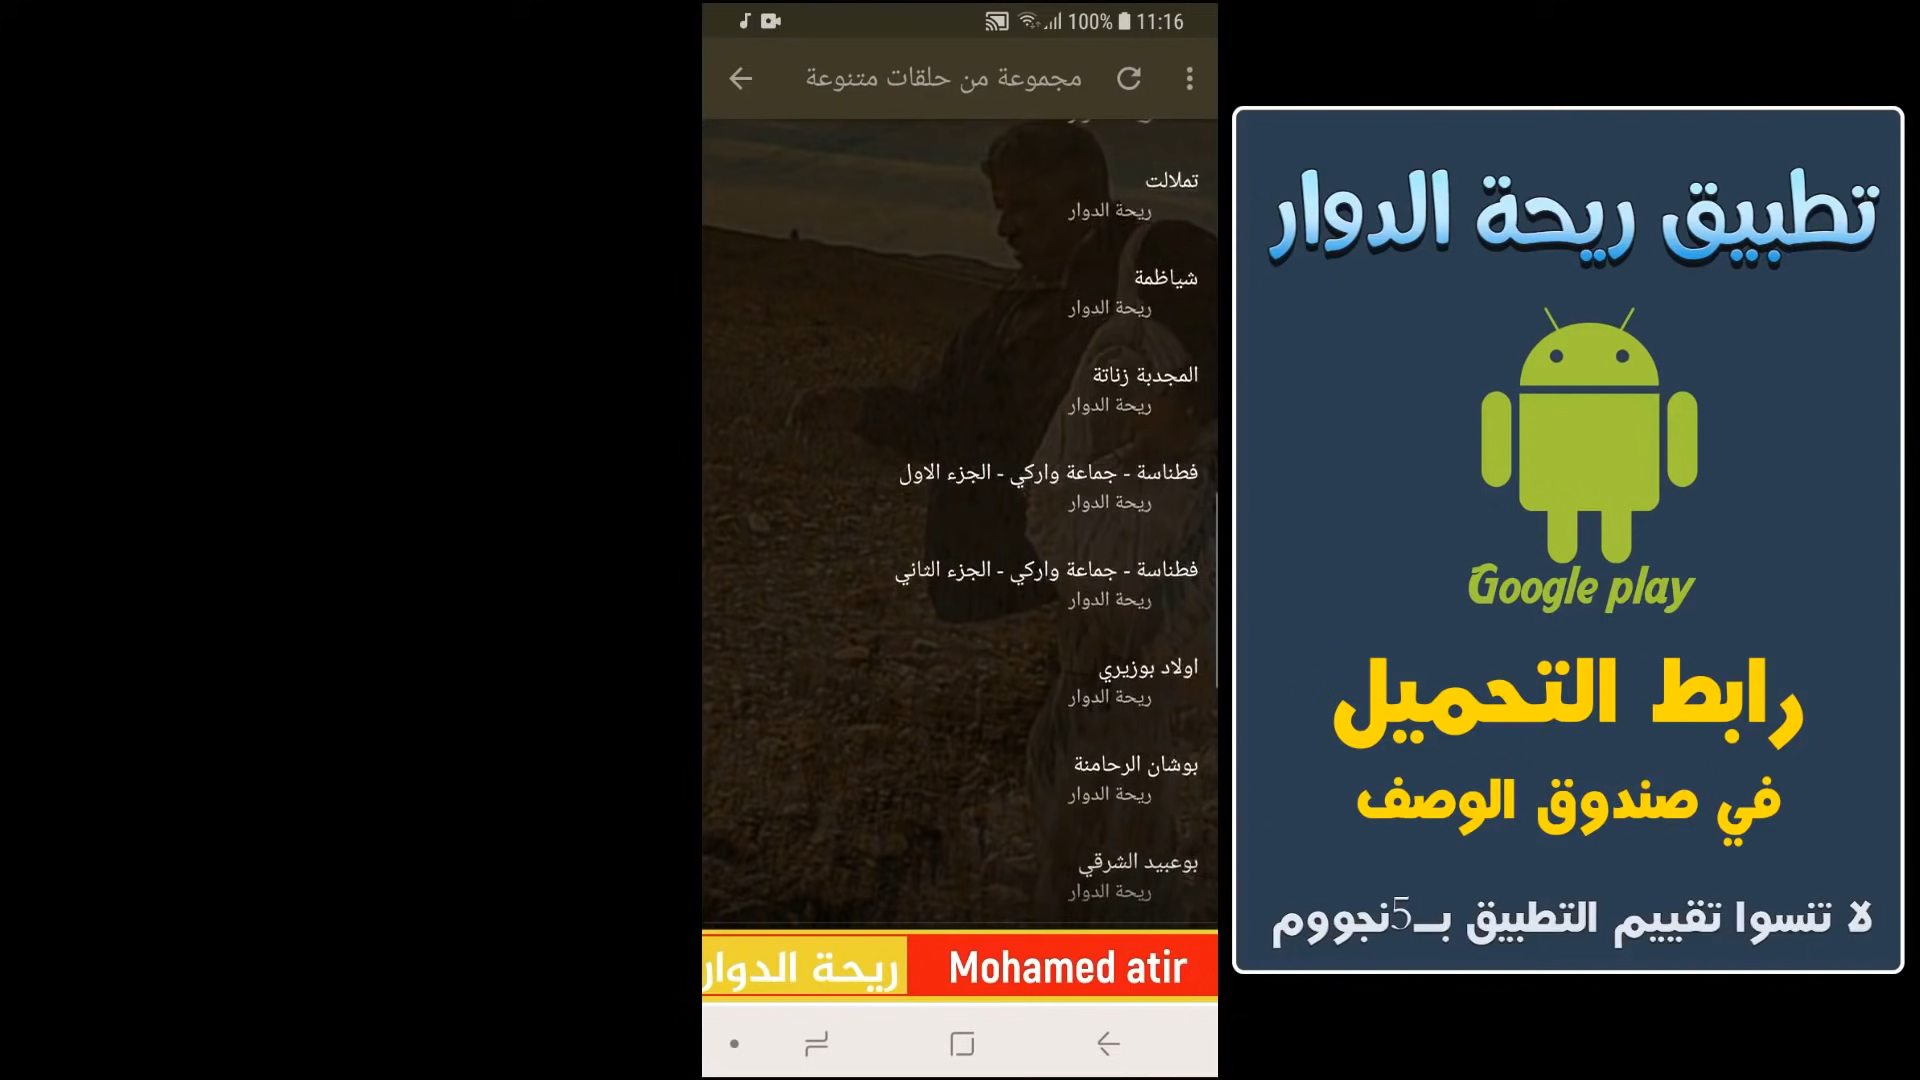 100% 11:16
مجموعة من حلقات متنوعة
تملالت
ريحة الدوار
شياظمة
ريحة الدوار
المجدبة زناتة
ريحة الدوار
فطناسة - جماعة واركي - الجزء الاول
ريحة الدوار
فطناسة - جماعة واركي - الجزء الثاني
ريحة الدوار
اولاد بوزيري
ريحة الدوار
بوشان الرحامنة
ريحة الدوار
بوعبيد الشرقي
ريحة الدوار
ريحة الدوار Mohamed atir
تطبيق ريحة الدوار
Google play
رابط التحميل
في صندوق الوصف
لا تنسوا تقييم التطبيق بـ5نجووم